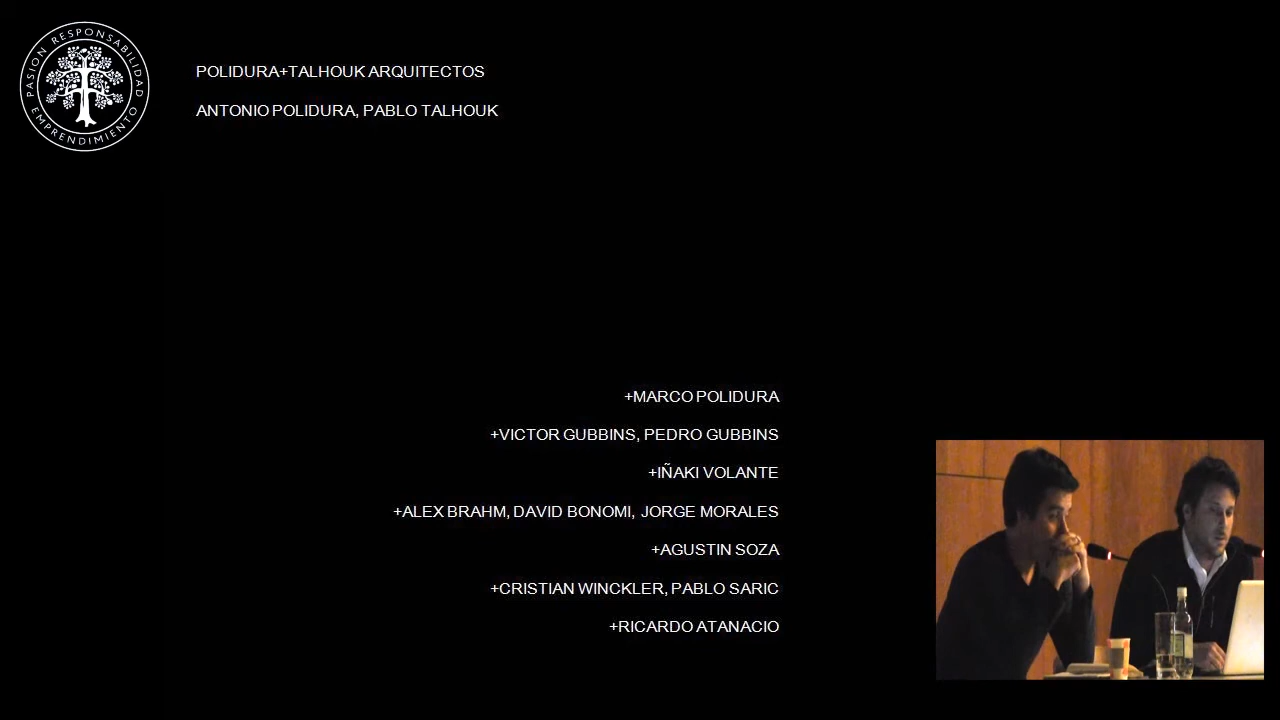 PASION RESPONSABILIDAD EMPRENDIMIENTO
POLIDURA+TALHOUK ARQUITECTOS
ANTONIO POLIDURA, PABLO TALHOUK
+MARCO POLIDURA
+VICTOR GUBBINS, PEDRO GUBBINS
+IÑAKI VOLANTE
+ALEX BRAHM, DAVID BONOMI, JORGE MORALES
+AGUSTIN SOZA
+CRISTIAN WINCKLER, PABLO SARIC
+RICARDO ATANACIO